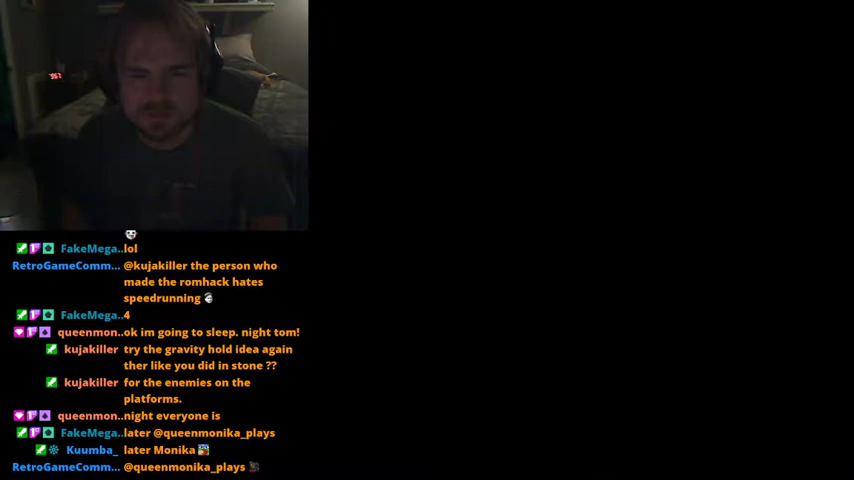 FakeMega.. lol
RetroGameComm... @kujakiller the person who
made the romhack hates
speedrunning
FakeMega.. 4
queenmon.. ok im going to sleep. night tom!
kujakiller try the gravity hold idea again
ther like you did in stone ??
kujakiller for the enemies on the
platforms.
queenmon.. night everyone is
FakeMega.. later @queenmonika_plays
Kuumba_ later Monika
RetroGameComm... @queenmonika_plays